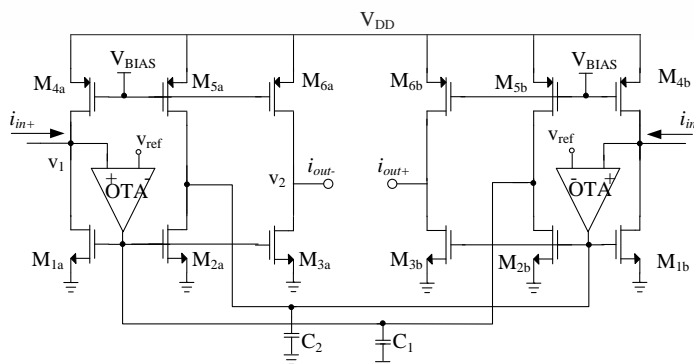 V_DD
M_4a
V_BIAS
M_5a
M_6a
M_6b
M_5b
V_BIAS
M_4b
i_in+
v_1
v_ref
+ OTA -
v_2
i_out-
i_out+
v_ref
- OTA +
i_in
M_1a
M_2a
M_3a
M_3b
M_2b
M_1b
C_2
C_1